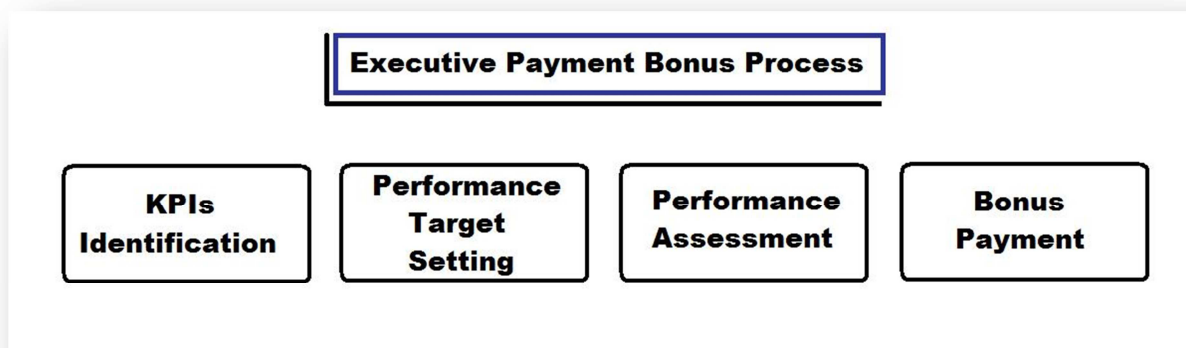 Executive Payment Bonus Process
KPIs
Identification
Performance
Target
Setting
Performance
Assessment
Bonus
Payment